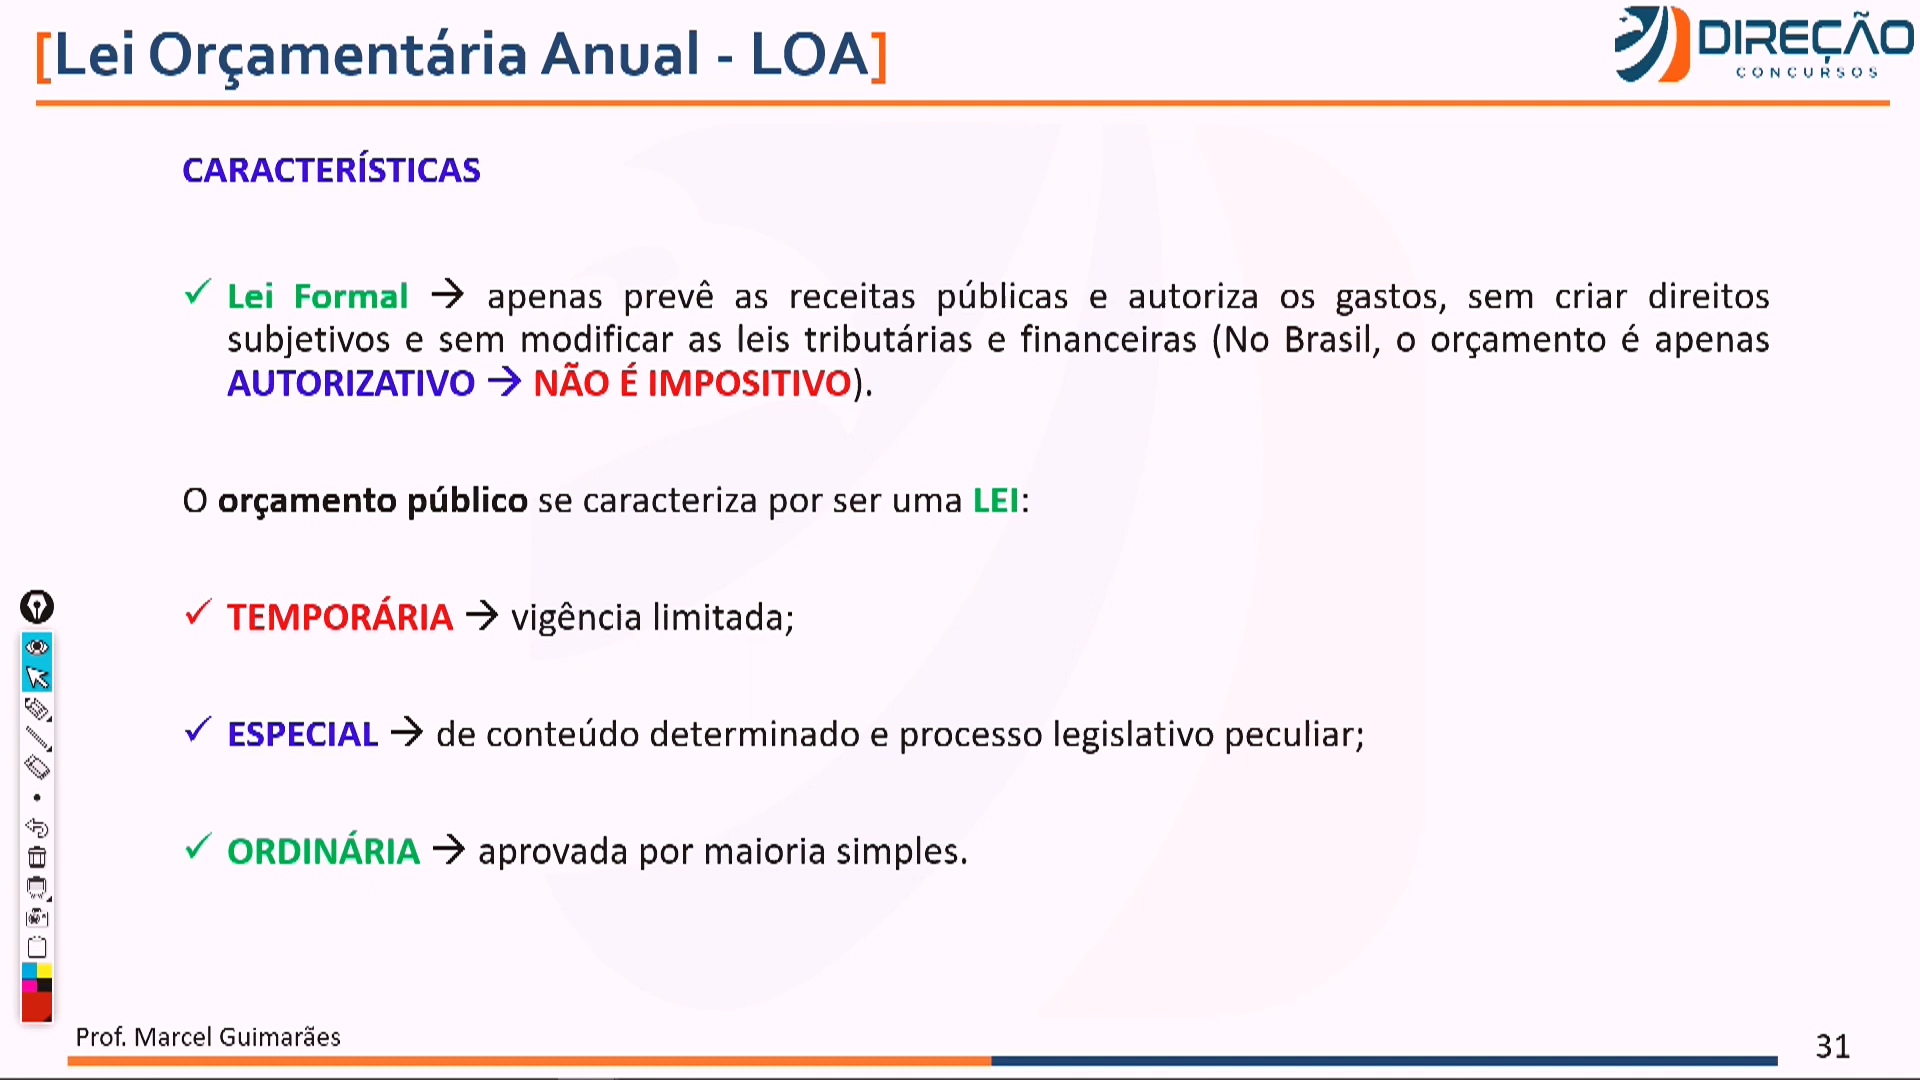 [Lei Orçamentária Anual - LOA]
DIREÇÃO
CONCURSOS
CARACTERÍSTICAS
✓ Lei Formal → apenas prevê as receitas públicas e autoriza os gastos, sem criar direitos
subjetivos e sem modificar as leis tributárias e financeiras (No Brasil, o orçamento é apenas
AUTORIZATIVO → NÃO É IMPOSITIVO).
O orçamento público se caracteriza por ser uma LEI:
✓ TEMPORÁRIA → vigência limitada;
✓ ESPECIAL → de conteúdo determinado e processo legislativo peculiar;
✓ ORDINÁRIA → aprovada por maioria simples.
Prof. Marcel Guimarães
31